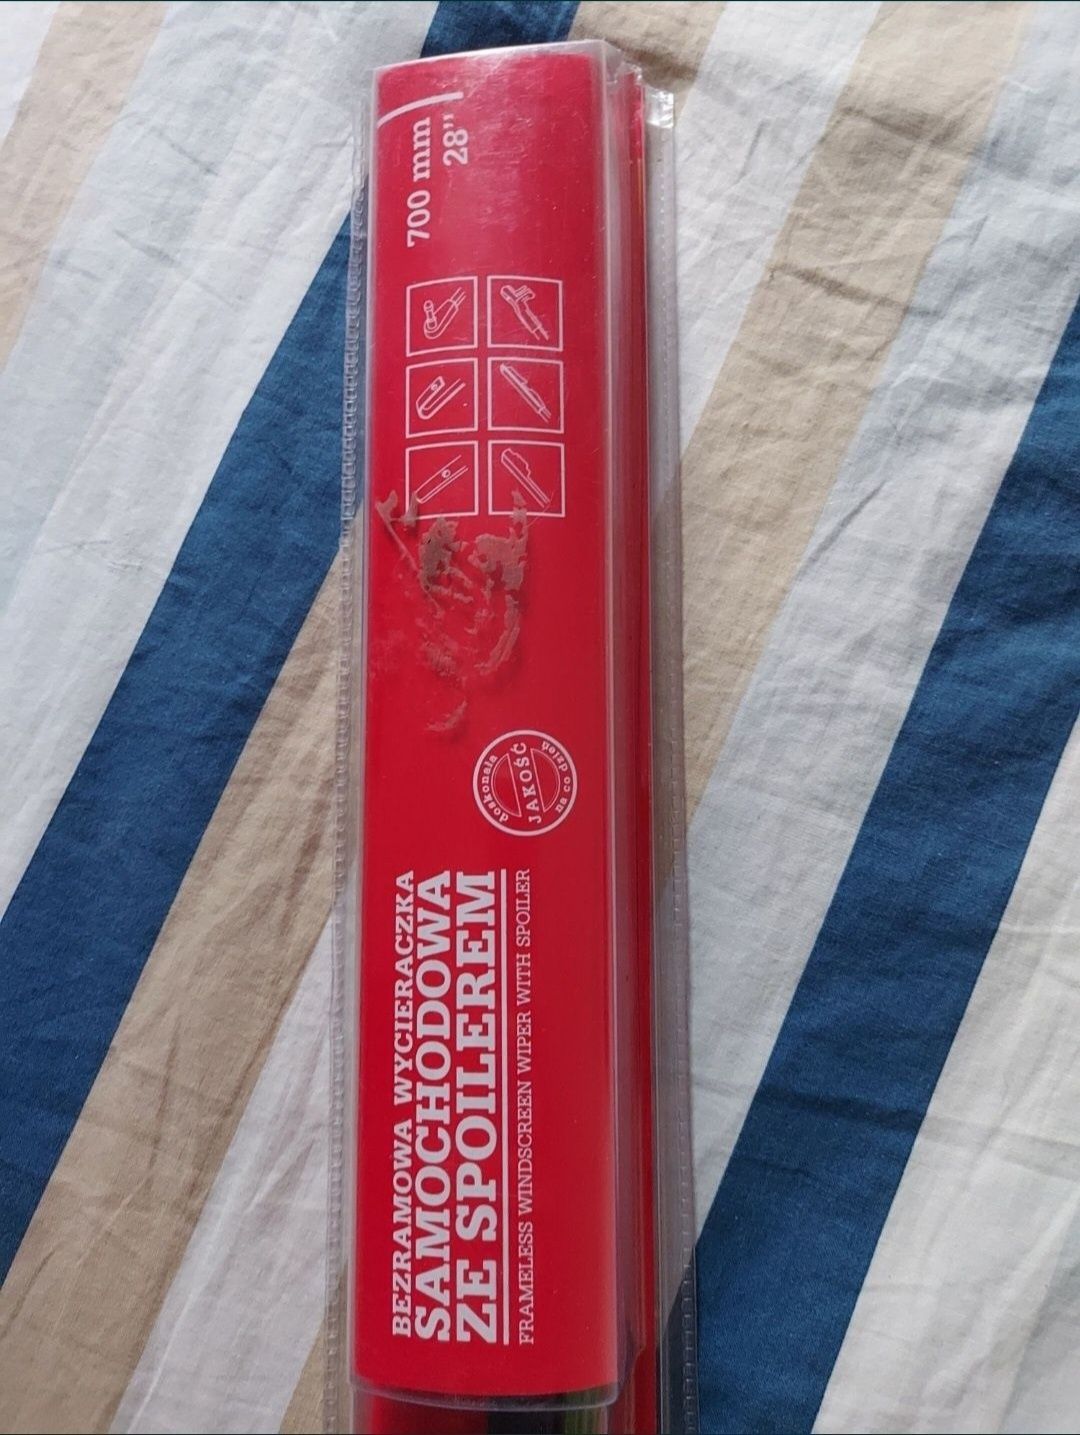 BEZRAMOWA WYCIERACZKA
SAMOCHODOWA
ZE SPOILEREM
FRAMELESS WINDSCREEN WIPER WITH SPOILER
doskonała
JAKOŚĆ
na co dzień
700 mm
28"